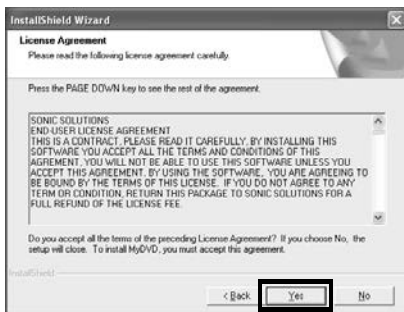 InstallShield Wizard
License Agreement
Please read the following license agreement carefully.
Press the PAGE DOWN key to see the rest of the agreement.
SONIC SOLUTIONS
END-USER LICENSE AGREEMENT
THIS IS A CONTRACT, PLEASE READ IT CAREFULLY. BY INSTALLING THIS
SOFTWARE YOU ACCEPT ALL THE TERMS AND CONDITIONS OF THIS
AGREMENT, YOU WILL NOT BE ABLE TO USE THIS SOFTWARE UNLESS YOU
ACCEPT THIS AGREEMENT. BY USING THE SOFTWARE, YOU ARE AGREEING TO
BE BOUND BY THE TERMS OF THIS LICENSE. IF YOU DO NOT AGREE TO ANY
TERM OR CONDITION, RETURN THIS PACKAGE TO SONIC SOLUTIONS FOR A
FULL REFUND OF THE LICENSE FEE.
Do you accept all the terms of the preceding License Agreement? If you choose No, the
setup will close. To install MyDVD, you must accept this agreement.
InstallShield
< Back Yes No